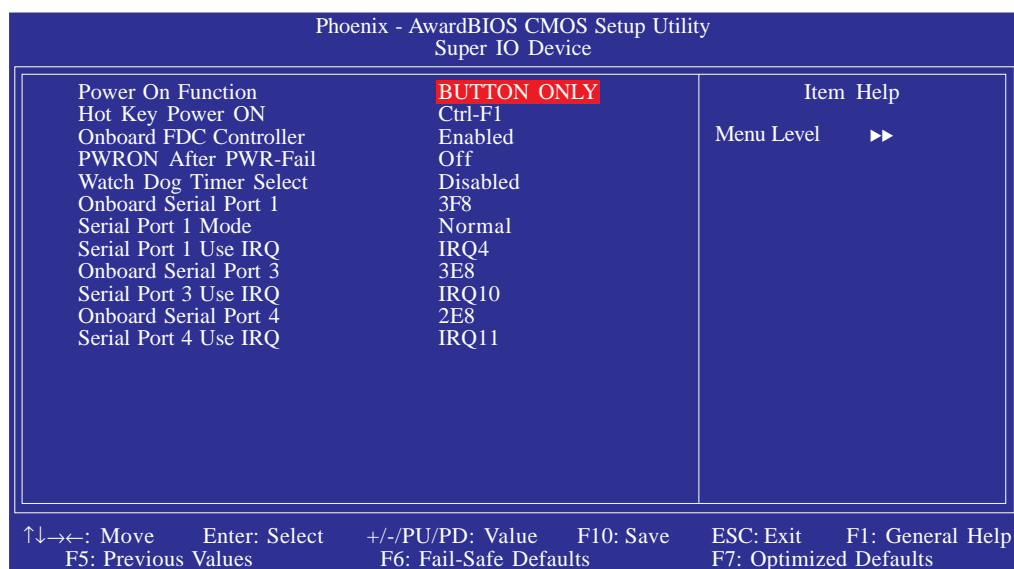 Phoenix - AwardBIOS CMOS Setup Utility
Super IO Device
Power On Function BUTTON ONLY
Hot Key Power ON Ctrl-F1
Onboard FDC Controller Enabled
PWRON After PWR-Fail Off
Watch Dog Timer Select Disabled
Onboard Serial Port 1 3F8
Serial Port 1 Mode Normal
Serial Port 1 Use IRQ IRQ4
Onboard Serial Port 3 3E8
Serial Port 3 Use IRQ IRQ10
Onboard Serial Port 4 2E8
Serial Port 4 Use IRQ IRQ11
Item Help
Menu Level ▸▸
↑↓→←: Move Enter: Select +/-/PU/PD: Value F10: Save ESC: Exit F1: General Help
F5: Previous Values F6: Fail-Safe Defaults F7: Optimized Defaults